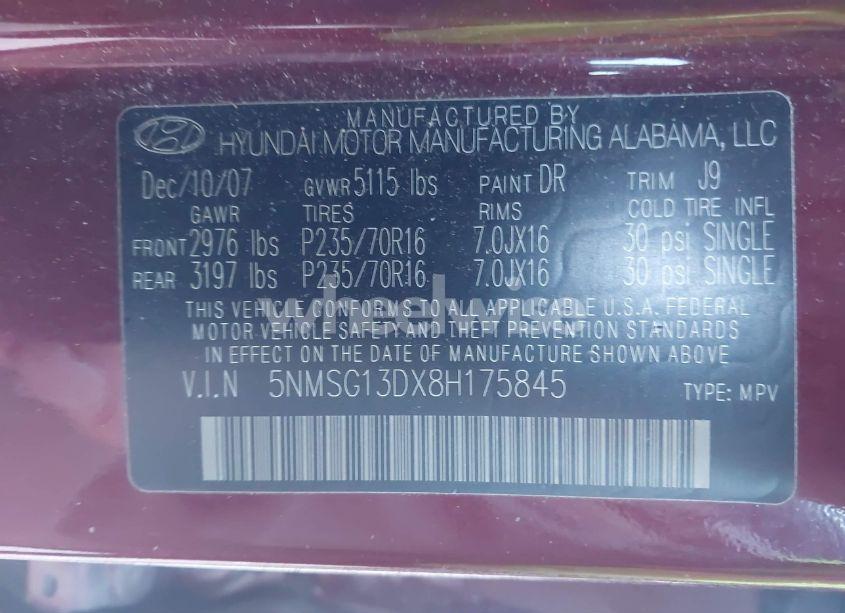 MANUFACTURED BY
HYUNDAI MOTOR MANUFACTURING ALABAMA, LLC
Dec/10/07 GVWR 5115 lbs PAINT DR TRIM J9
GAWR TIRES RIMS COLD TIRE INFL
FRONT 2976 lbs P235/70R16 7.0JX16 30 psi SINGLE
REAR 3197 lbs P235/70R16 7.0JX16 30 psi SINGLE
THIS VEHICLE CONFORMS TO ALL APPLICABLE U.S.A. FEDERAL
MOTOR VEHICLE SAFETY AND THEFT PREVENTION STANDARDS
IN EFFECT ON THE DATE OF MANUFACTURE SHOWN ABOVE
V.I.N 5NMSG13DX8H175845 TYPE: MPV